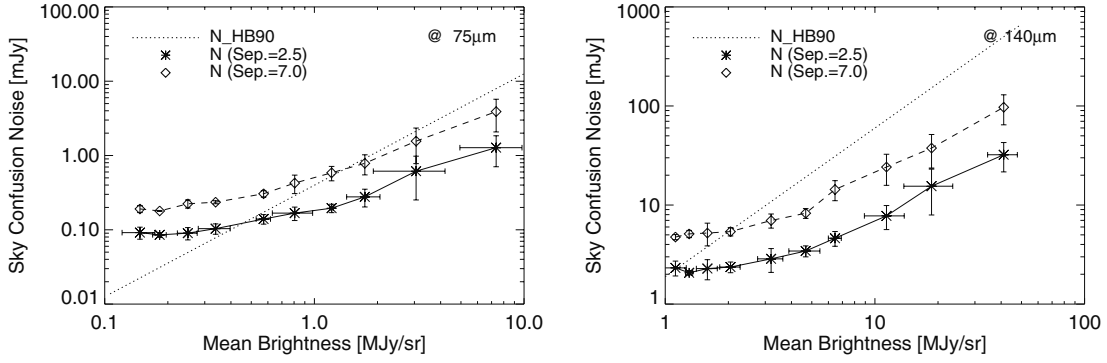 100.00
10.00
1.00
0.10
0.01
Sky Confusion Noise [mJy]
N_HB90
N (Sep.=2.5)
N (Sep.=7.0)
@ 75μm
0.1
1.0
10.0
Mean Brightness [MJy/sr]
1000
100
10
1
Sky Confusion Noise [mJy]
N_HB90
N (Sep.=2.5)
N (Sep.=7.0)
@ 140μm
1
10
100
Mean Brightness [MJy/sr]